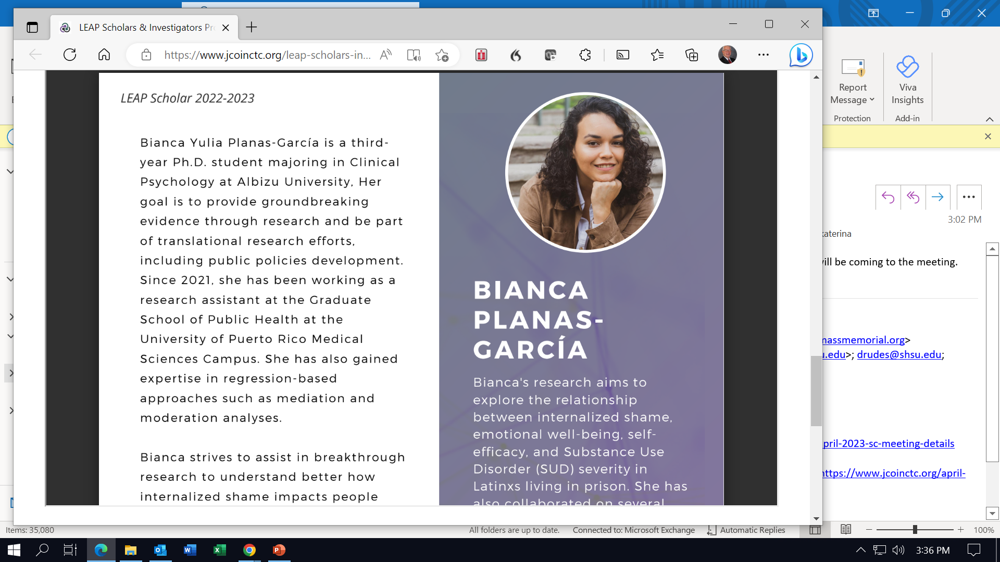 LEAP Scholars & Investigators Pr
https://www.jcoinctc.org/leap-scholars-in...
Report
Message
Viva
Insights
Protection
Add-in
LEAP Scholar 2022-2023
Bianca Yulia Planas-García is a third-
year Ph.D. student majoring in Clinical
Psychology at Albizu University, Her
goal is to provide groundbreaking
evidence through research and be part
of translational research efforts,
including public policies development.
Since 2021, she has been working as a
research assistant at the Graduate
School of Public Health at the
University of Puerto Rico Medical
Sciences Campus. She has also gained
expertise in regression-based
approaches such as mediation and
moderation analyses.
Bianca strives to assist in breakthrough
research to understand better how
internalized shame impacts people
BIANCA
PLANAS-
GARCÍA
Bianca's research aims to
explore the relationship
between internalized shame,
emotional well-being, self-
efficacy, and Substance Use
Disorder (SUD) severity in
Latinxs living in prison. She has
also collaborated on several
3:02 PM
katerina
will be coming to the meeting.
massmemorial.org>
u.edu>; drudes@shsu.edu;
april-2023-sc-meeting-details
https://www.jcoinctc.org/april-
Items: 35,080
All folders are up to date.
Connected to: Microsoft Exchange
Automatic Replies
100%
3:36 PM